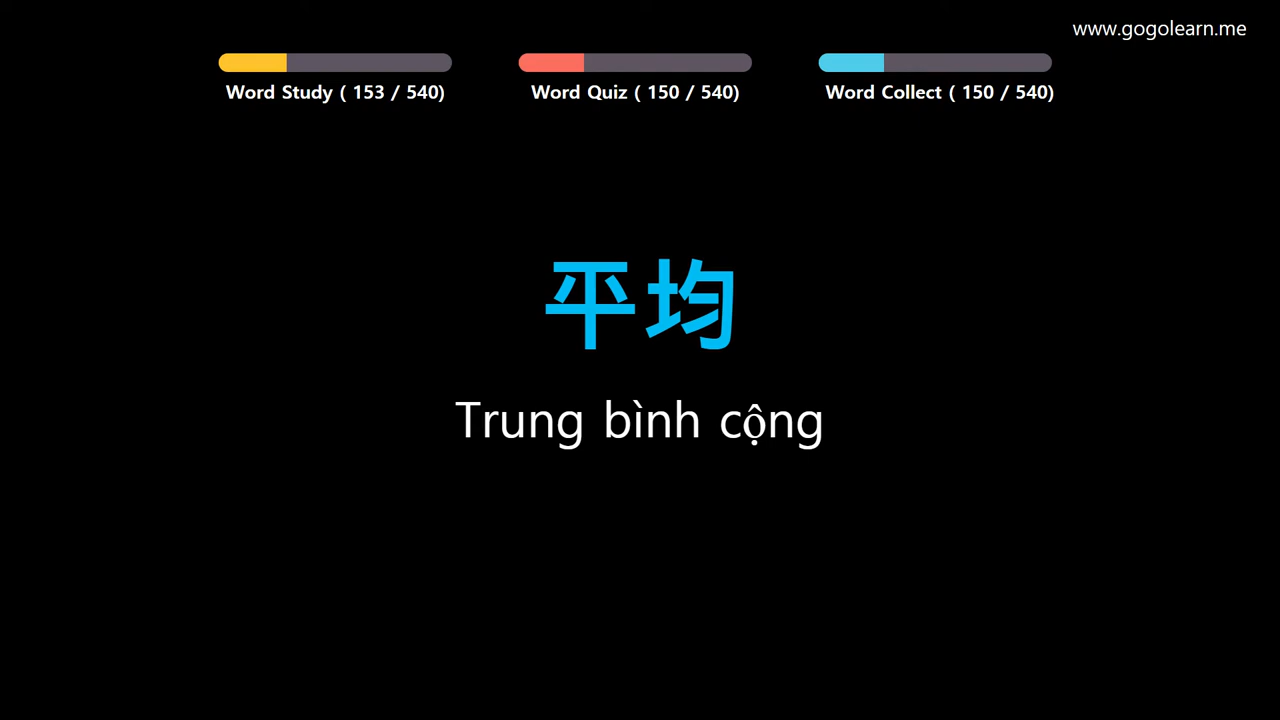 www.gogolearn.me
Word Study ( 153 / 540)
Word Quiz ( 150 / 540)
Word Collect ( 150 / 540)
平均
Trung bình cộng